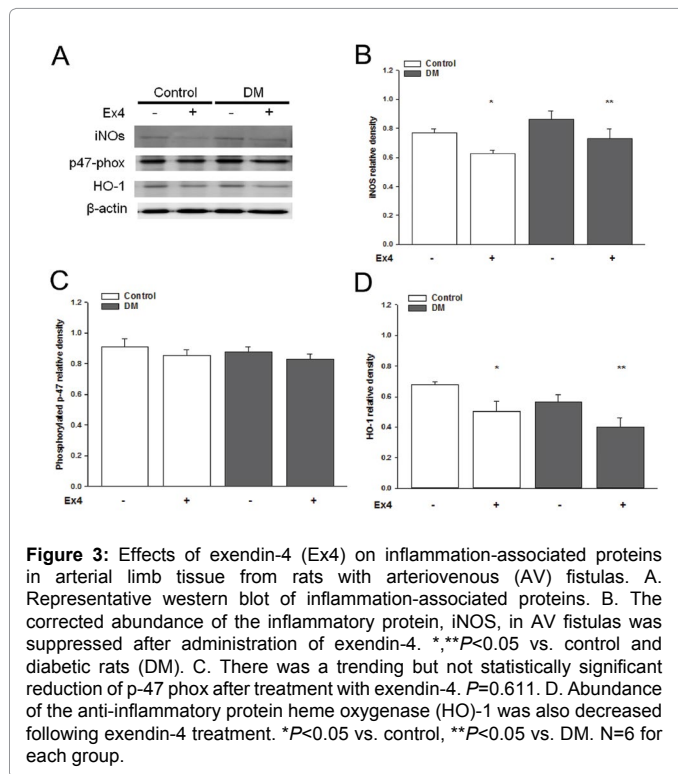 A
Control DM
Ex4 - + - +
iNOs
p47-phox
HO-1
β-actin
B
Control
DM
iNOS relative density
1.2
1.0
0.8
0.6
0.4
0.2
0.0
* **
Ex4 - + - +
C
Control
DM
Phosphorylated p-47 relative density
1.2
1.0
0.8
0.6
0.4
0.2
0.0
Ex4 - + - +
D
Control
DM
HO-1 relative density
1.2
1.0
0.8
0.6
0.4
0.2
0.0
* **
Ex4 - + - +
Figure 3: Effects of exendin-4 (Ex4) on inflammation-associated proteins
in arterial limb tissue from rats with arteriovenous (AV) fistulas. A.
Representative western blot of inflammation-associated proteins. B. The
corrected abundance of the inflammatory protein, iNOS, in AV fistulas was
suppressed after administration of exendin-4. *,**P<0.05 vs. control and
diabetic rats (DM). C. There was a trending but not statistically significant
reduction of p-47 phox after treatment with exendin-4. P=0.611. D. Abundance
of the anti-inflammatory protein heme oxygenase (HO)-1 was also decreased
following exendin-4 treatment. *P<0.05 vs. control, **P<0.05 vs. DM. N=6 for
each group.